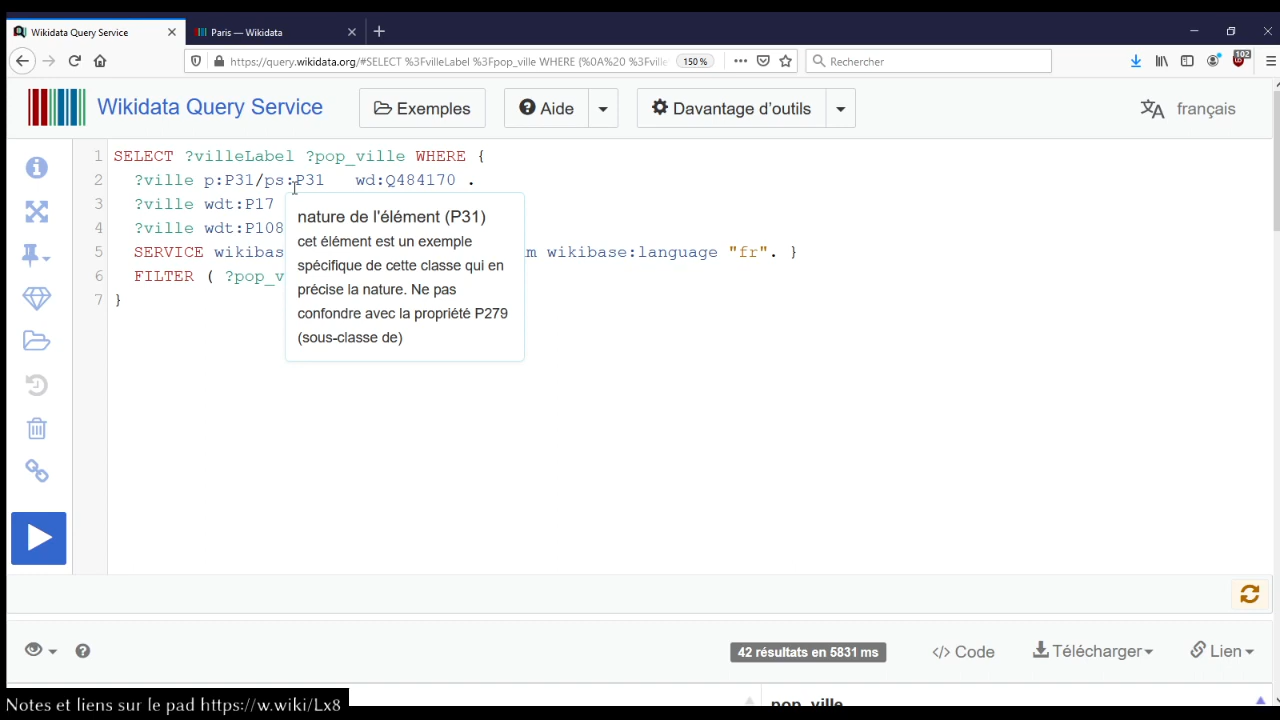 Wikidata Query Service
Paris — Wikidata
https://query.wikidata.org/#SELECT %3FvilleLabel %3Fpop_ville WHERE {%0A%20 %3Fville
150 %
Rechercher
102
Wikidata Query Service
Exemples
Aide
Davantage d'outils
français
1 SELECT ?villeLabel ?pop_ville WHERE {
2 ?ville p:P31/ps:P31 wd:Q484170 .
3 ?ville wdt:P17
4 ?ville wdt:P108
5 SERVICE wikibas m wikibase:language "fr". }
6 FILTER ( ?pop_v
7 }
nature de l'élément (P31)
cet élément est un exemple
spécifique de cette classe qui en
précise la nature. Ne pas
confondre avec la propriété P279
(sous-classe de)
42 résultats en 5831 ms
</> Code
Télécharger
Lien
pop_ville
Notes et liens sur le pad https://w.wiki/Lx8